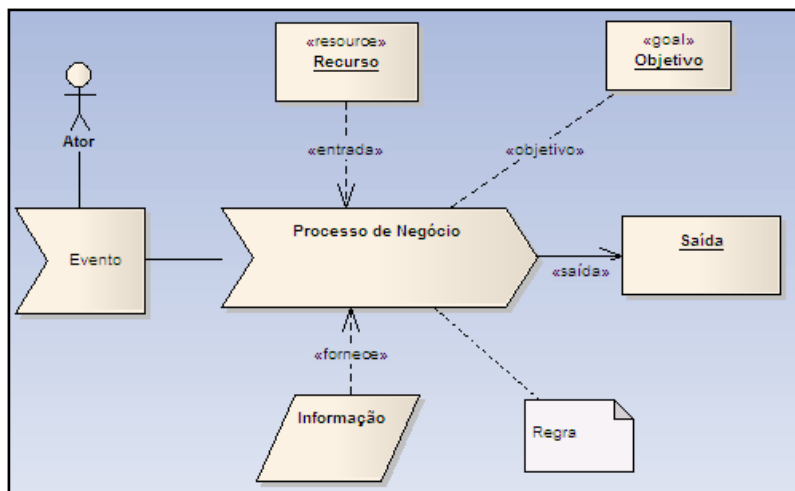 «resource»
Recurso
«goal»
Objetivo
Ator
«entrada»
«objetivo»
Evento
Processo de Negócio
Saída
«saída»
«fornece»
Informação
Regra